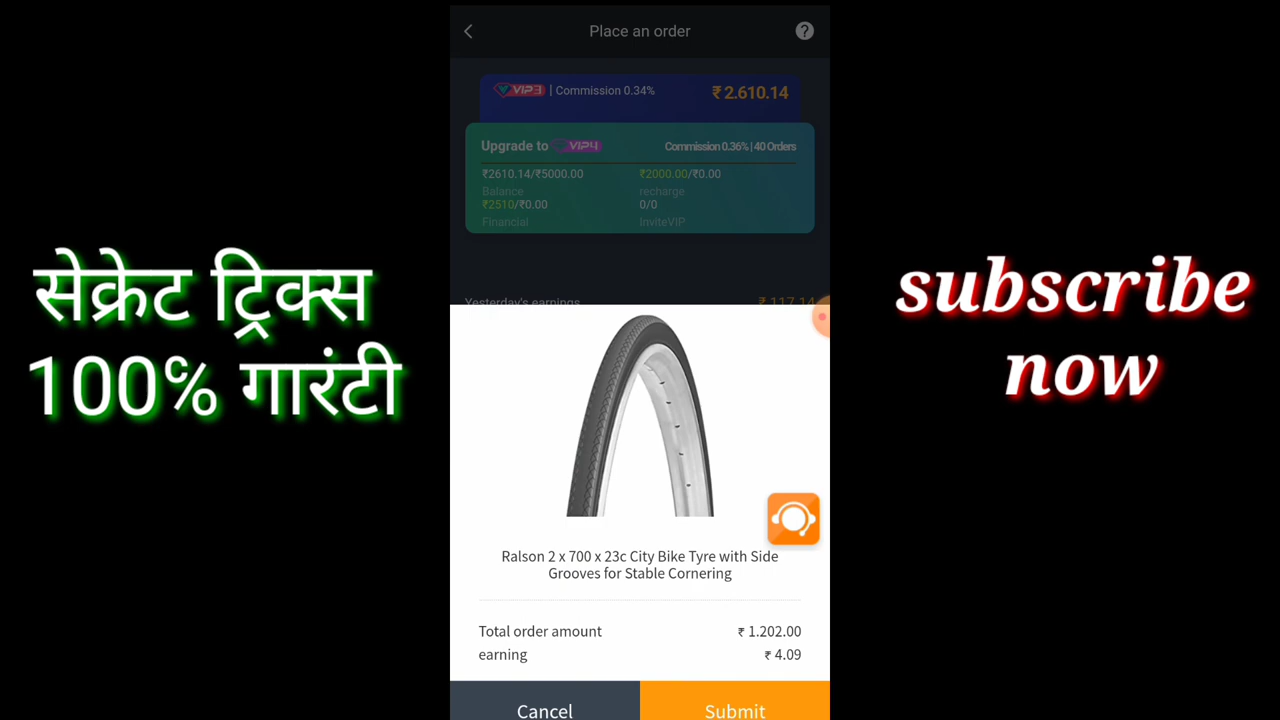 Place an order
VIP3 | Commission 0.34%
₹ 2.610.14
Upgrade to VIP4
Commission 0.36% | 40 Orders
₹2610.14/₹5000.00
₹2000.00/₹0.00
Balance
recharge
₹2510/₹0.00
0/0
Financial
InviteVIP
Yesterday's earnings
₹ 117.14
सेक्रेट ट्रिक्स
100% गारंटी
subscribe
now
Ralson 2 x 700 x 23c City Bike Tyre with Side
Grooves for Stable Cornering
Total order amount
₹ 1.202.00
earning
₹ 4.09
Cancel
Submit